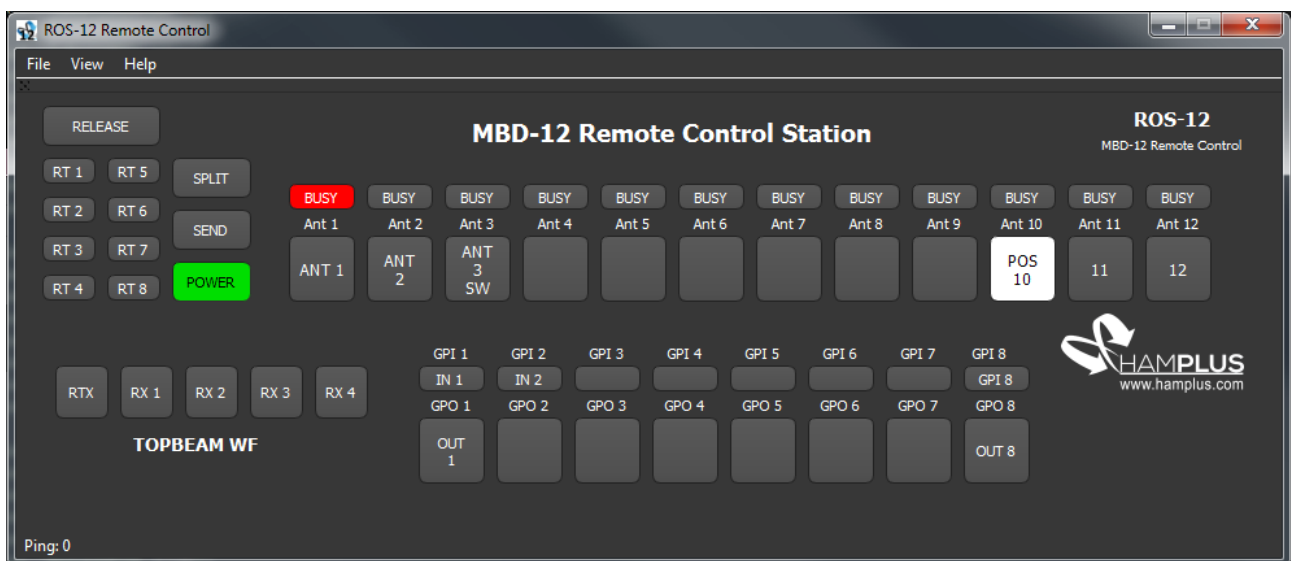 ROS-12 Remote Control
File View Help
RELEASE
MBD-12 Remote Control Station
ROS-12
MBD-12 Remote Control
RT 1 RT 5 SPLIT
RT 2 RT 6 SEND
RT 3 RT 7
RT 4 RT 8 POWER
BUSY BUSY BUSY BUSY BUSY BUSY BUSY BUSY BUSY BUSY BUSY BUSY
Ant 1 Ant 2 Ant 3 Ant 4 Ant 5 Ant 6 Ant 7 Ant 8 Ant 9 Ant 10 Ant 11 Ant 12
ANT 1
ANT
2
ANT
3
SW
POS
10
11
12
HAMPLUS
www.hamplus.com
RTX RX 1 RX 2 RX 3 RX 4
TOPBEAM WF
GPI 1 GPI 2 GPI 3 GPI 4 GPI 5 GPI 6 GPI 7 GPI 8
IN 1 IN 2 GPI 8
GPO 1 GPO 2 GPO 3 GPO 4 GPO 5 GPO 6 GPO 7 GPO 8
OUT
1
OUT 8
Ping: 0